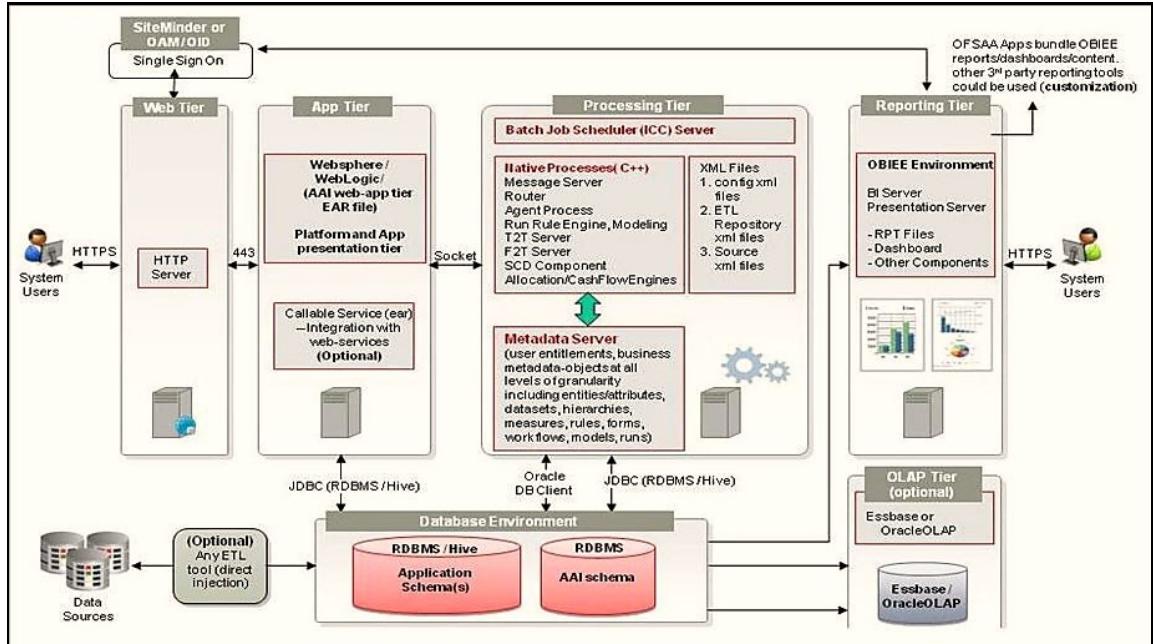 SiteMinder or
OAM/OID
Single Sign On
OFSAA Apps bundle OBIEE
reports/dashboards/content.
other 3rd party reporting tools
could be used (customization)
Web Tier
HTTP
Server
App Tier
Websphere /
WebLogic/
(AAI web-app tier
EAR file)
Platform and App
presentation tier
Callable Service (ear)
–Integration with
web-services
(Optional)
Processing Tier
Batch Job Scheduler (ICC) Server
Native Processes( C++)
Message Server
Router
Agent Process
Run Rule Engine, Modeling
T2T Server
F2T Server
SCD Component
Allocation/CashFlowEngines
XML Files
1. config xml
files
2. ETL
Repository
xml files
3. Source
xml files
Metadata Server
(user entitlements, business
metadata-objects at all
levels of granularity
including entities/attributes,
datasets, hierarchies,
measures, rules, forms,
workflows, models, runs)
Reporting Tier
OBIEE Environment
BI Server
Presentation Server
- RPT Files
- Dashboard
- Other Components
System
Users
HTTPS
443
Socket
HTTPS
System
Users
JDBC (RDBMS /Hive)
Oracle
DB Client
JDBC (RDBMS /Hive)
OLAP Tier
(optional)
Essbase or
OracleOLAP
Essbase /
OracleOLAP
Database Environment
RDBMS / Hive
Application
Schema(s)
RDBMS
AAI schema
(Optional)
Any ETL
tool (direct
injection)
Data
Sources